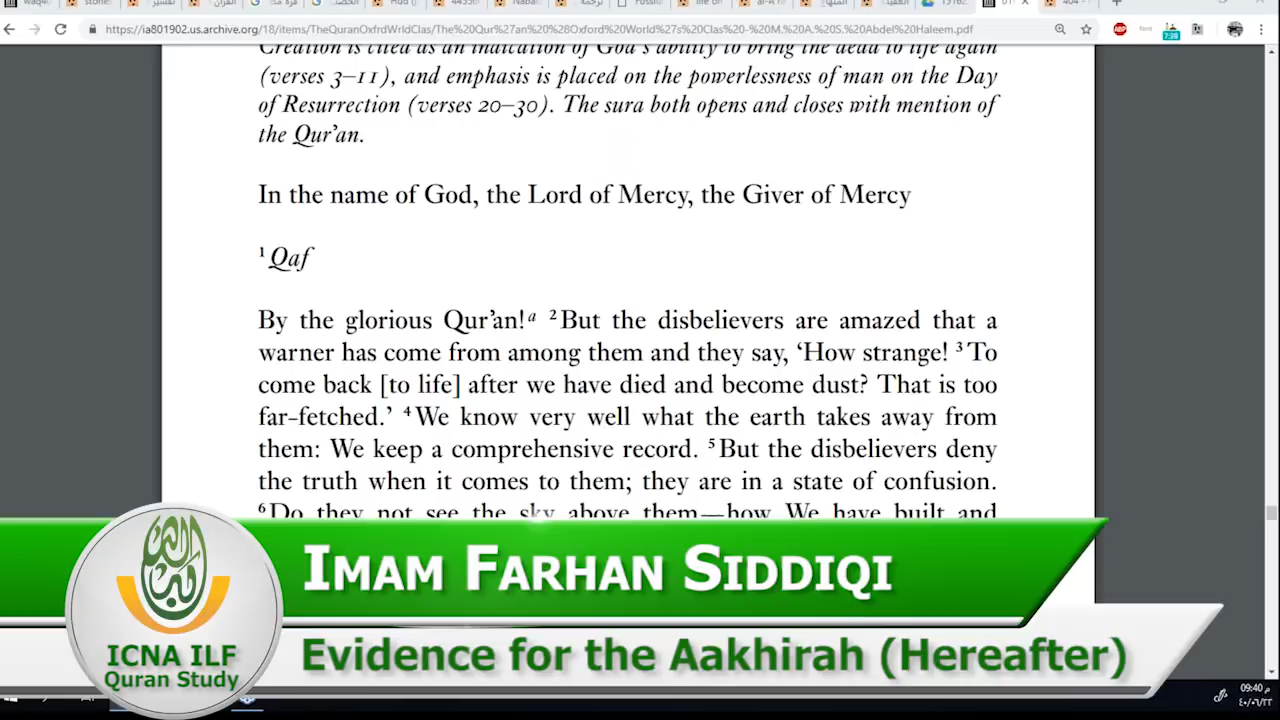 https://ia801902.us.archive.org/18/items/TheQuranOxfrdWrldClas/The%20Qur%27an%20%28Oxford%20World%27s%20Clas%20-%20M.%20A.%20S.%20Abdel%20Haleem.pdf
Creation is cited as an indication of God's ability to bring the dead to life again
(verses 3–11), and emphasis is placed on the powerlessness of man on the Day
of Resurrection (verses 20–30). The sura both opens and closes with mention of
the Qur'an.
In the name of God, the Lord of Mercy, the Giver of Mercy
1 Qaf
By the glorious Qur'an!a 2 But the disbelievers are amazed that a
warner has come from among them and they say, 'How strange! 3 To
come back [to life] after we have died and become dust? That is too
far-fetched.' 4 We know very well what the earth takes away from
them: We keep a comprehensive record. 5 But the disbelievers deny
the truth when it comes to them; they are in a state of confusion.
6 Do they not see the sky above them—how We have built and
IMAM FARHAN SIDDIQI
Evidence for the Aakhirah (Hereafter)
ICNA ILF
Quran Study
09:40 م
٤٠/٠٦/٢٢